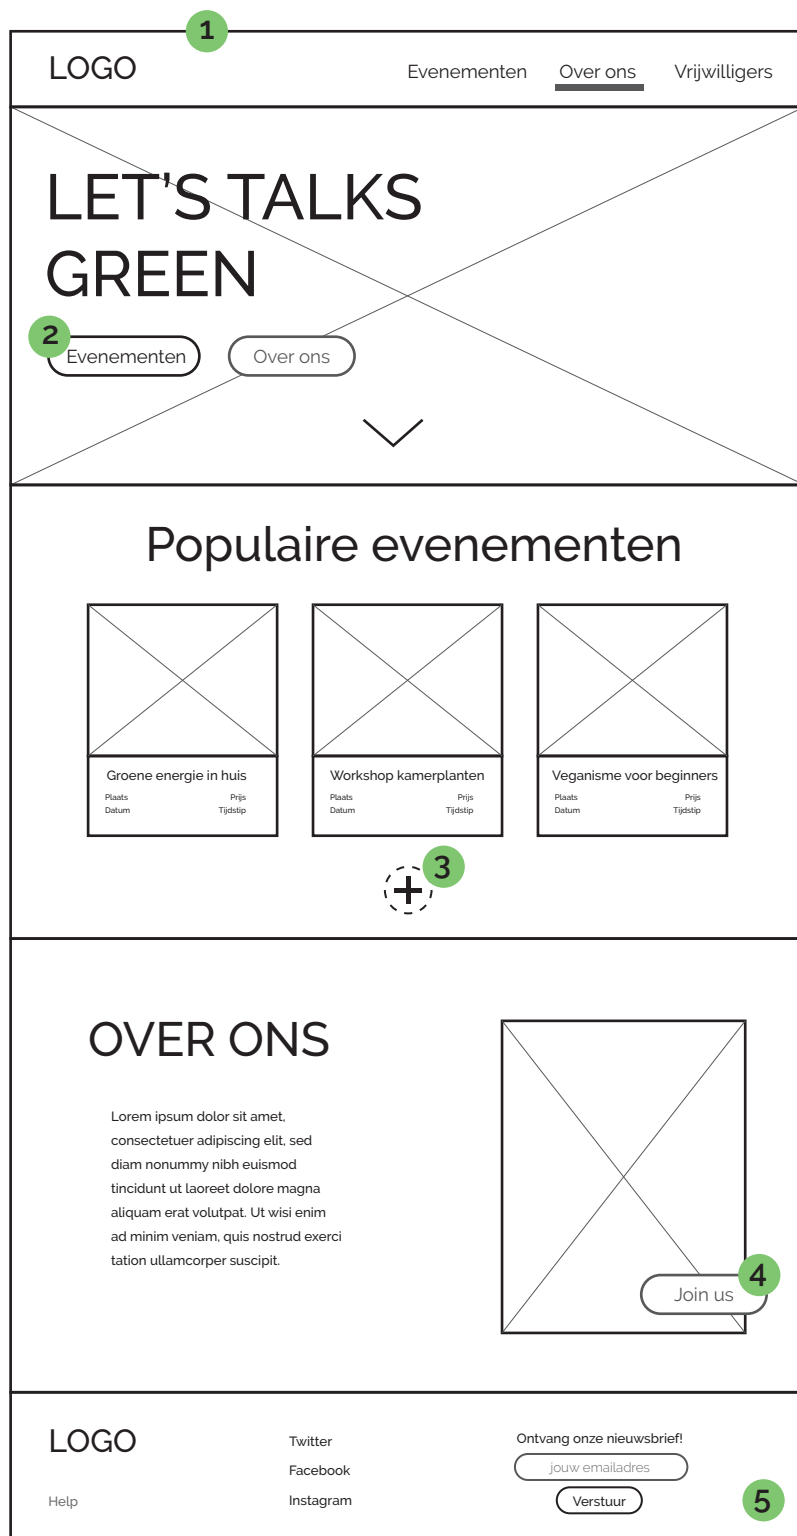 1
LOGO
Evenementen Over ons Vrijwilligers
LET'S TALKS
GREEN
2
Evenementen Over ons
Populaire evenementen
Groene energie in huis
Plaats Prijs
Datum Tijdstip
Workshop kamerplanten
Plaats Prijs
Datum Tijdstip
Veganisme voor beginners
Plaats Prijs
Datum Tijdstip
3
OVER ONS
Lorem ipsum dolor sit amet,
consectetuer adipiscing elit, sed
diam nonummy nibh euismod
tincidunt ut laoreet dolore magna
aliquam erat volutpat. Ut wisi enim
ad minim veniam, quis nostrud exerci
tation ullamcorper suscipit.
4
Join us
LOGO
Help
Twitter
Facebook
Instagram
Ontvang onze nieuwsbrief!
jouw emailadres
Verstuur
5